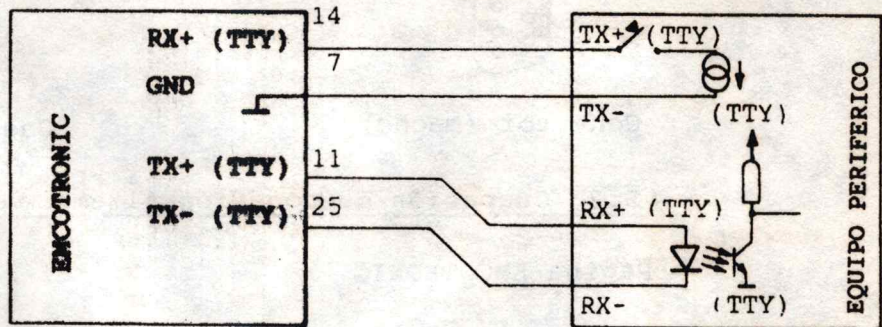 EMCOTRONIC
RX+ (TTY)
14
7
GND
TX+ (TTY)
11
TX- (TTY)
25
TX+ (TTY)
TX- (TTY)
RX+ (TTY)
RX- (TTY)
EQUIPO PERIFERICO